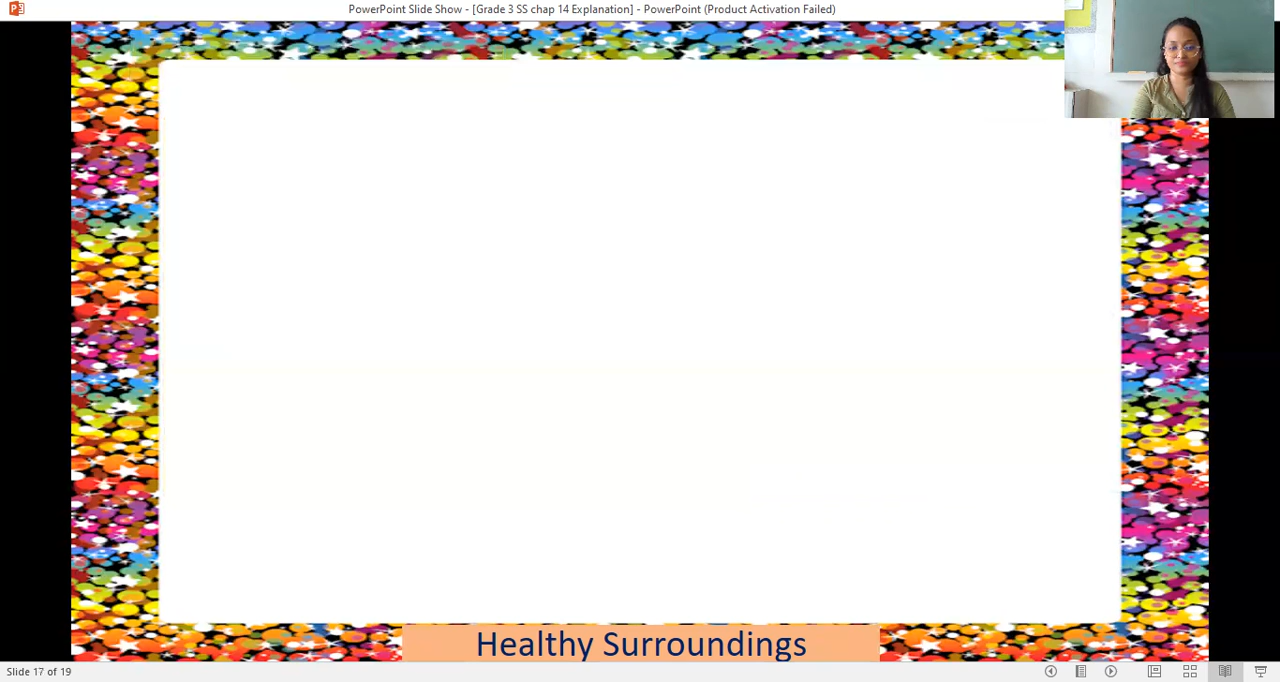 PowerPoint Slide Show - [Grade 3 SS chap 14 Explanation] - PowerPoint (Product Activation Failed)
Healthy Surroundings
Slide 17 of 19